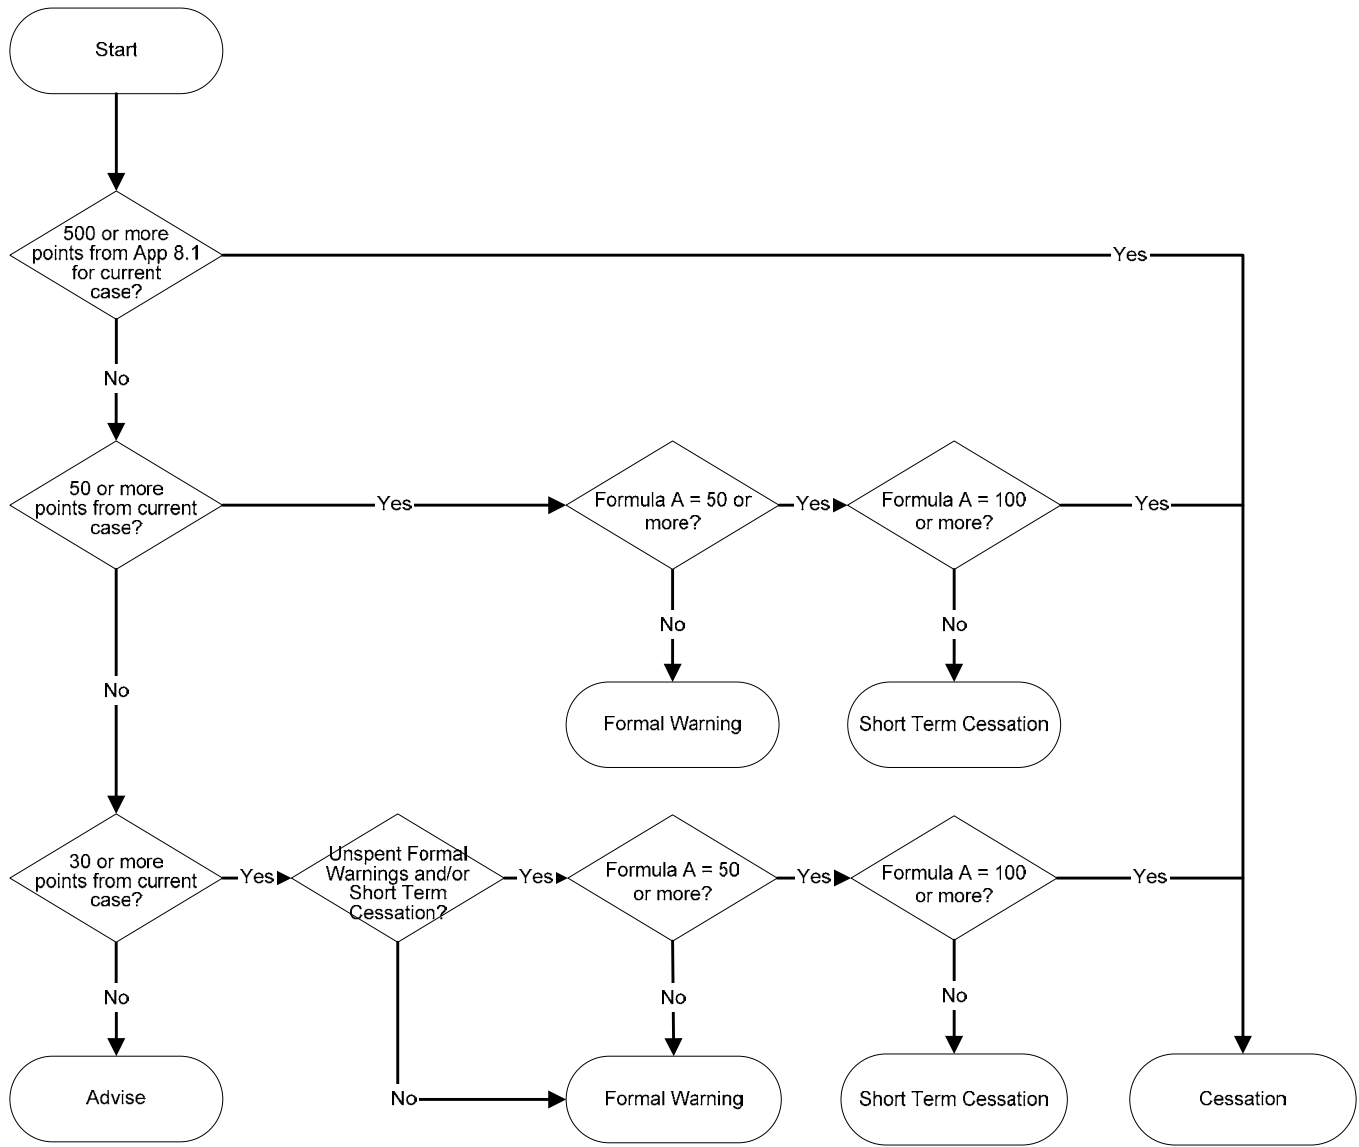 Start
500 or more
points from App 8.1
for current
case?
Yes
No
50 or more
points from current
case?
Yes
Formula A = 50 or
more?
Yes
Formula A = 100
or more?
Yes
No
No
No
Formal Warning
Short Term Cessation
30 or more
points from current
case?
Yes
Unspent Formal
Warnings and/or
Short Term
Cessation?
Yes
Formula A = 50
or more?
Yes
Formula A = 100
or more?
Yes
No
No
No
Advise
No
Formal Warning
Short Term Cessation
Cessation